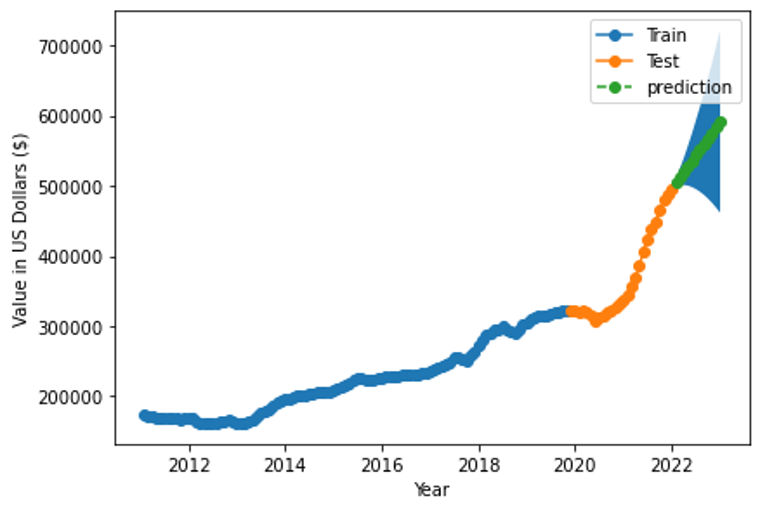 Train
Test
prediction
700000
600000
500000
400000
300000
200000
Value in US Dollars ($)
2012 2014 2016 2018 2020 2022
Year